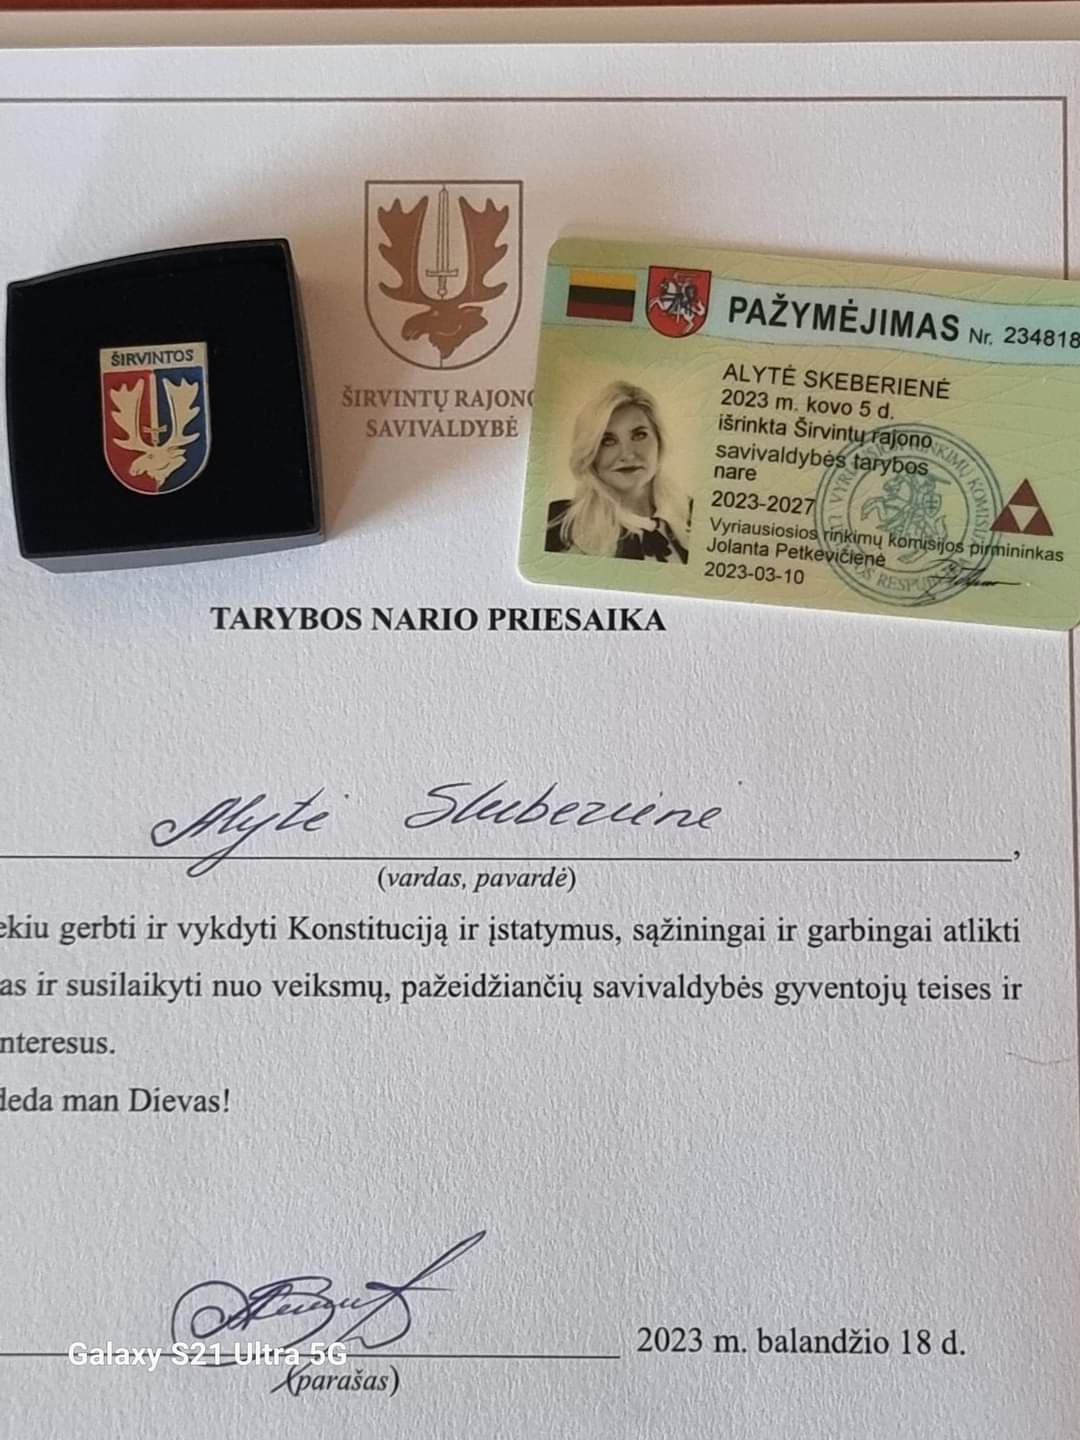 ŠIRVINTOS
ŠIRVINTŲ RAJONO
SAVIVALDYBĖ
PAŽYMĖJIMAS Nr. 234818
ALYTĖ SKEBERIENĖ
2023 m. kovo 5 d.
išrinkta Širvintų rajono
savivaldybės tarybos
nare
2023-2027
Vyriausiosios rinkimų komisijos pirmininkas
Jolanta Petkevičienė
2023-03-10
TARYBOS NARIO PRIESAIKA
Alytė Skeberienė
,
(vardas, pavardė)
ekiu gerbti ir vykdyti Konstituciją ir įstatymus, sąžiningai ir garbingai atlikti
as ir susilaikyti nuo veiksmų, pažeidžiančių savivaldybės gyventojų teises ir
nteresus.
deda man Dievas!
2023 m. balandžio 18 d.
Galaxy S21 Ultra 5G
(parašas)